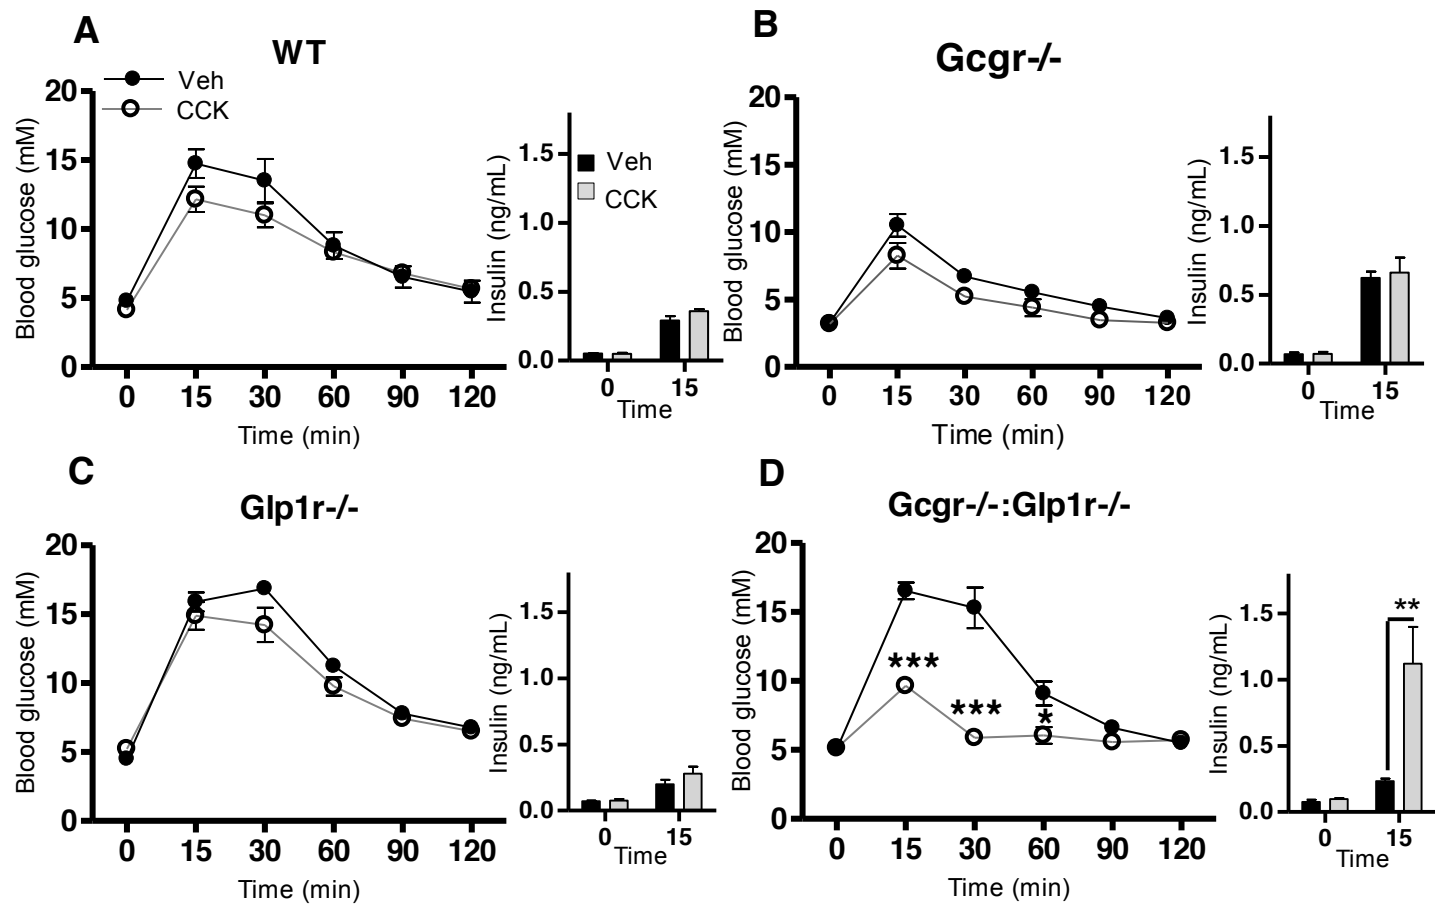 A
WT
Veh
CCK
Blood glucose (mM)
20
15
10
5
0
0 15 30 60 90 120
Time (min)
Insulin (ng/mL)
1.5
1.0
0.5
0.0
Veh
CCK
0 15
Time
B
Gcgr-/-
Blood glucose (mM)
20
15
10
5
0
0 15 30 60 90 120
Time (min)
Insulin (ng/mL)
1.5
1.0
0.5
0.0
0 15
Time
C
Glp1r-/-
Blood glucose (mM)
20
15
10
5
0
0 15 30 60 90 120
Time (min)
Insulin (ng/mL)
1.5
1.0
0.5
0.0
0 15
Time
D
Gcgr-/-:Glp1r-/-
Blood glucose (mM)
20
15
10
5
0
***
***
*
0 15 30 60 90 120
Time (min)
Insulin (ng/mL)
1.5
1.0
0.5
0.0
**
0 15
Time